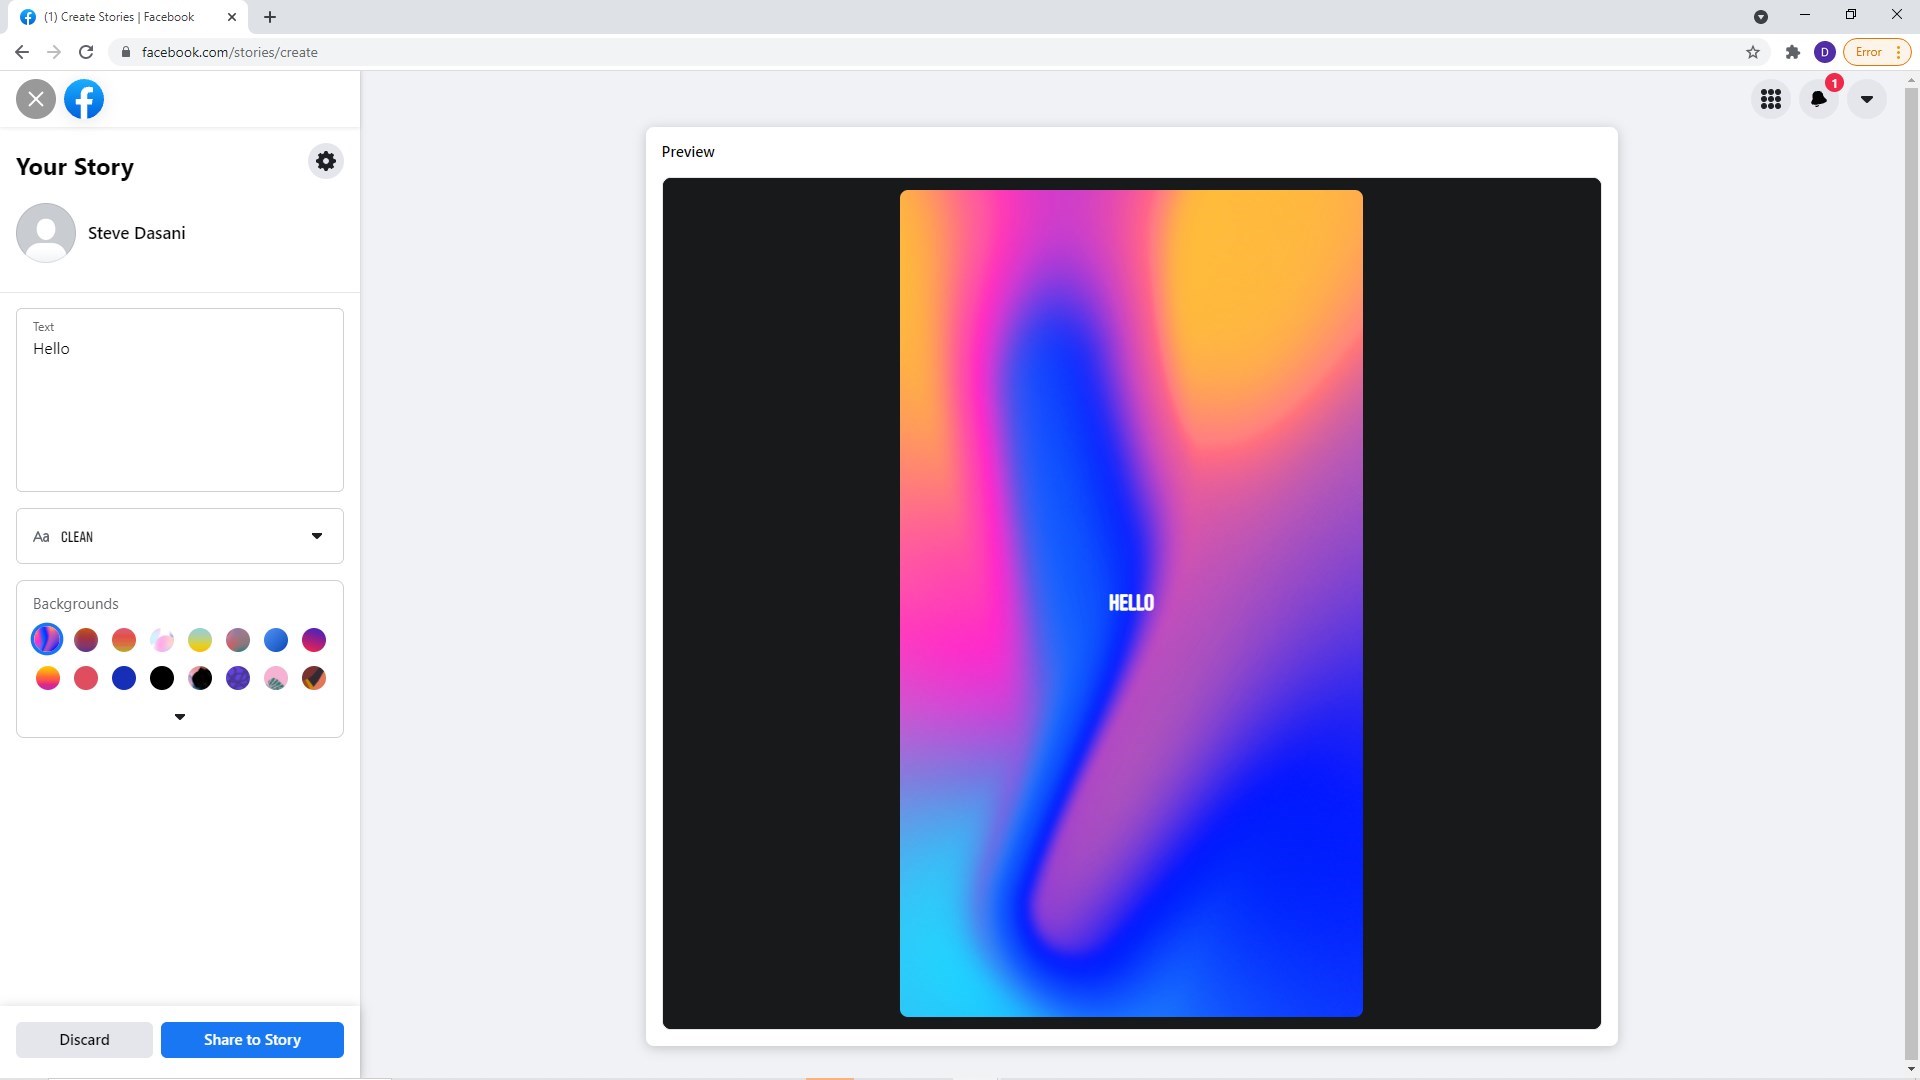 (1) Create Stories | Facebook
facebook.com/stories/create
D
Error
1
Your Story
Steve Dasani
Text
Hello
Aa CLEAN
Backgrounds
Discard
Share to Story
Preview
HELLO